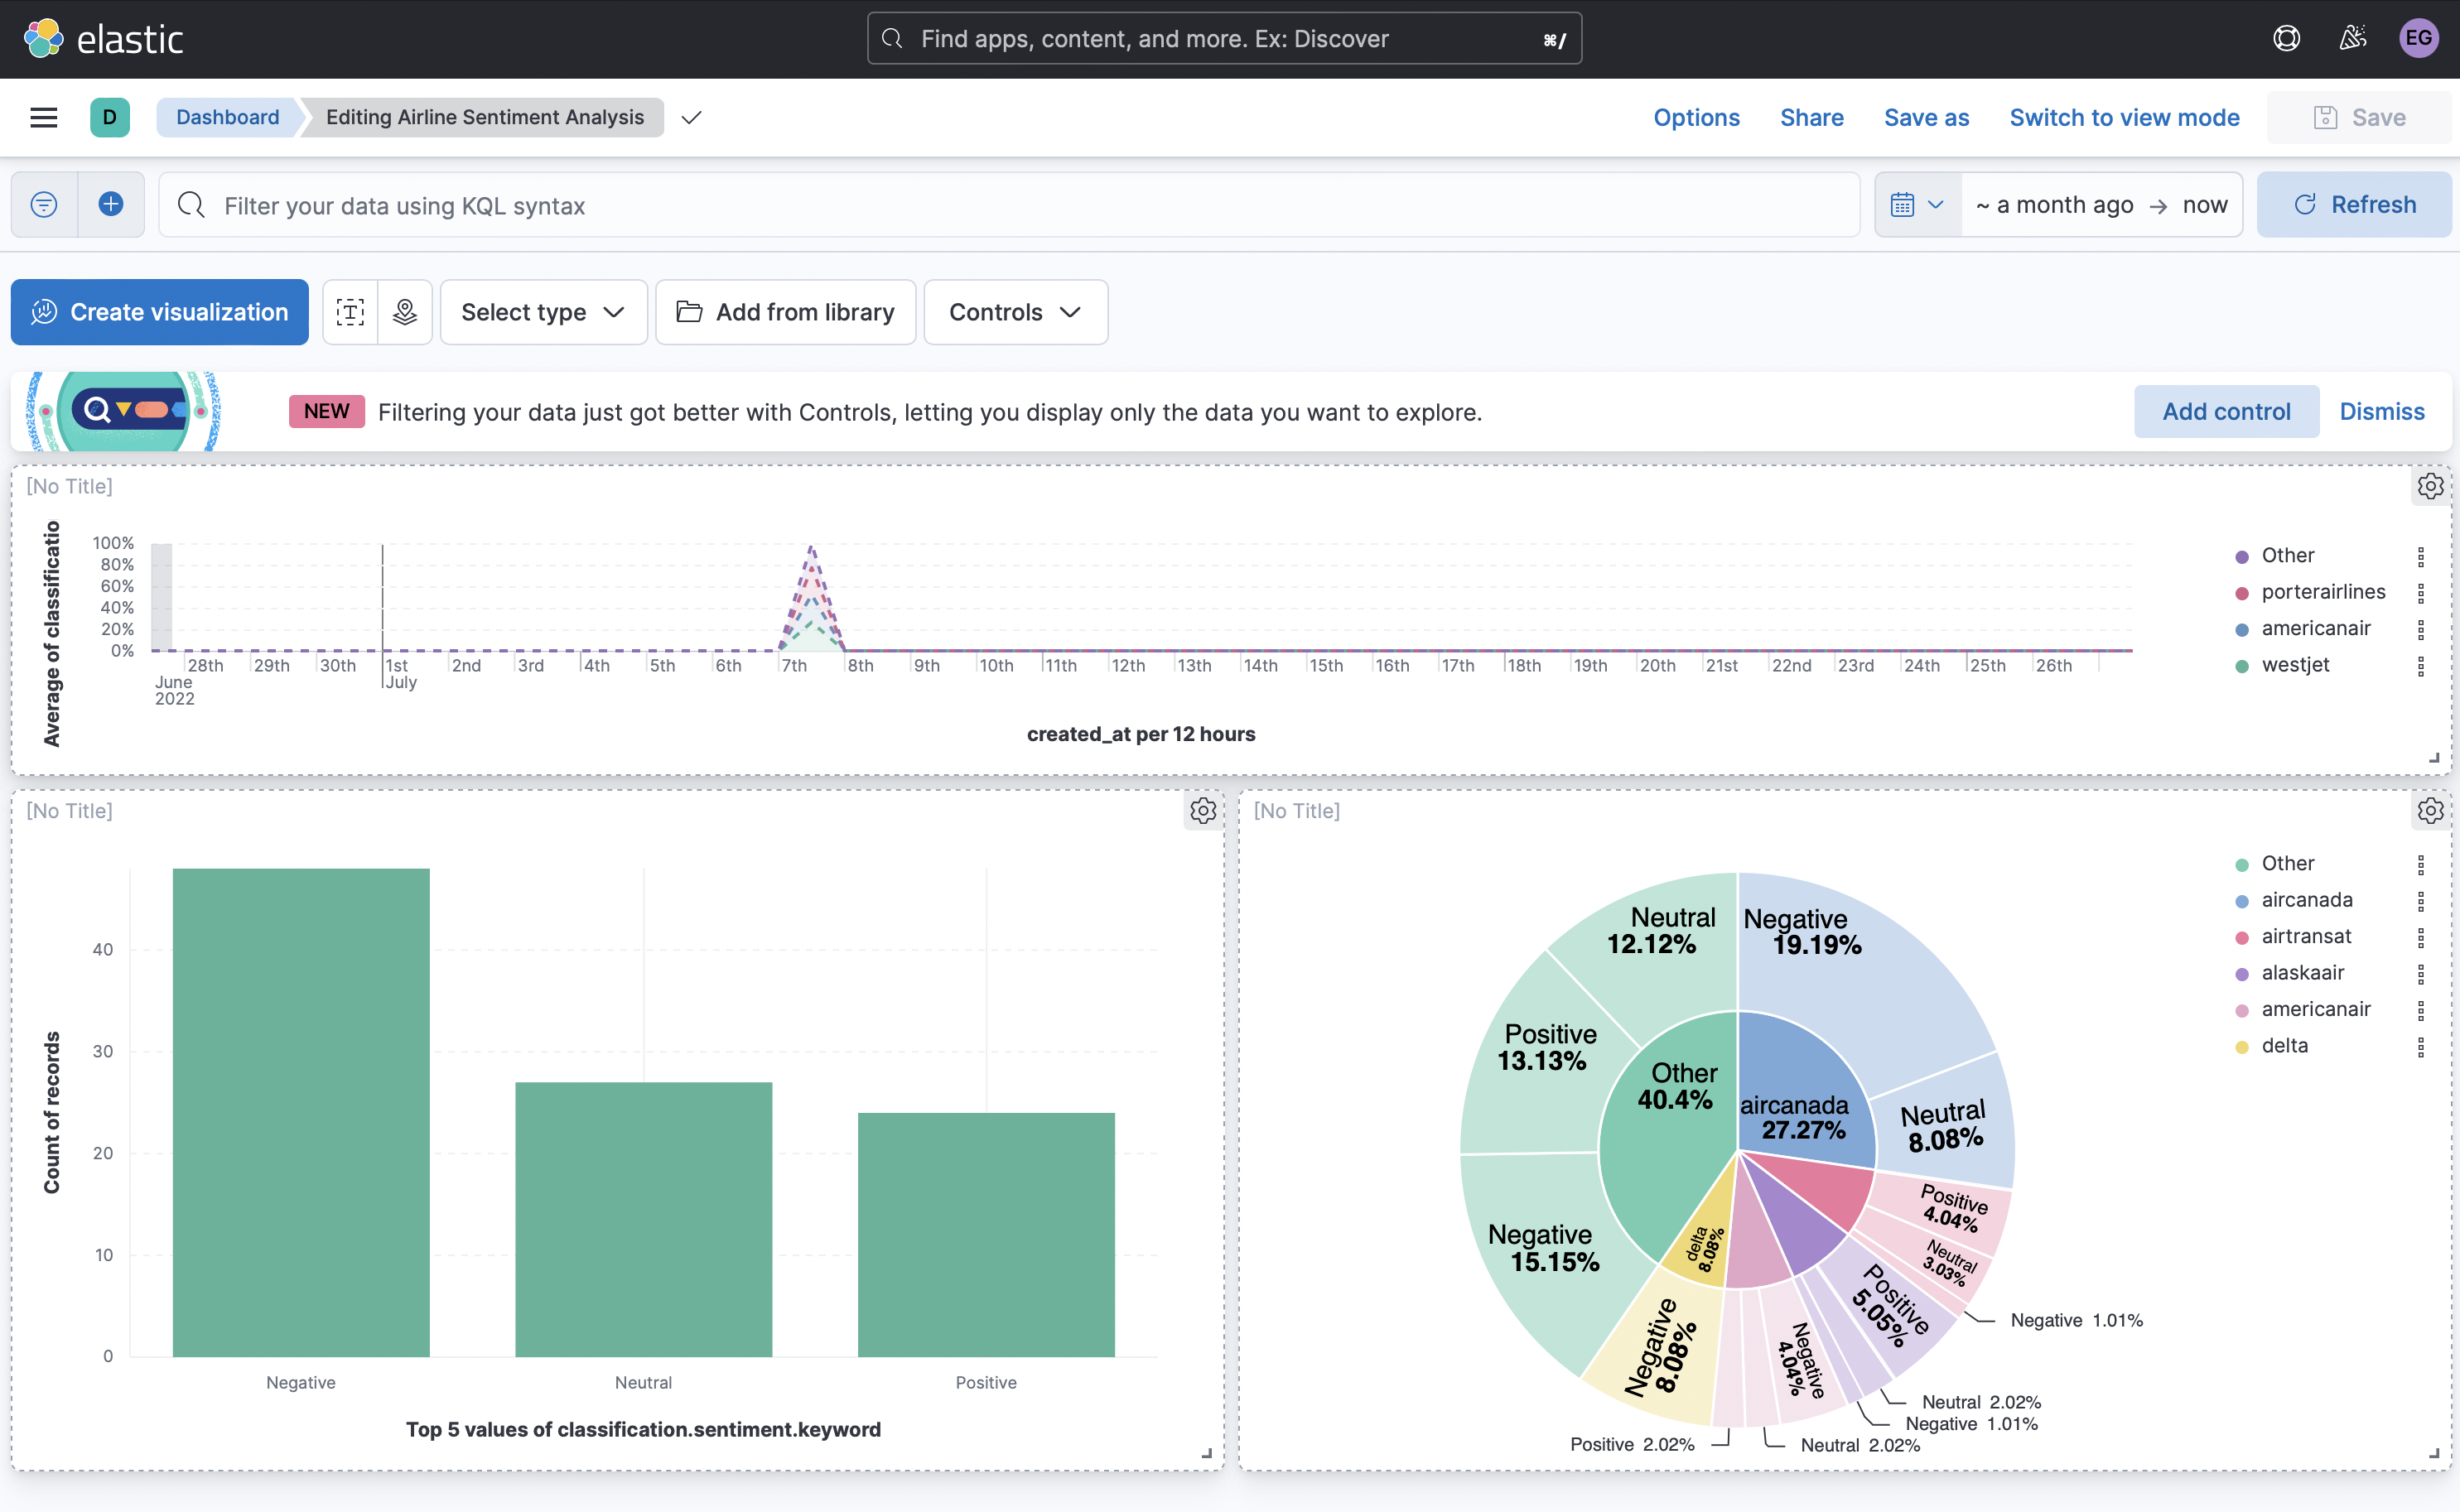 elastic
Find apps, content, and more. Ex: Discover
⌘/
EG
D
Dashboard
Editing Airline Sentiment Analysis
Options
Share
Save as
Switch to view mode
Save
Filter your data using KQL syntax
~ a month ago → now
Refresh
Create visualization
Select type
Add from library
Controls
NEW
Filtering your data just got better with Controls, letting you display only the data you want to explore.
Add control
Dismiss
[No Title]
Average of classificatio
100%
80%
60%
40%
20%
0%
28th
29th
30th
1st
2nd
3rd
4th
5th
6th
7th
8th
9th
10th
11th
12th
13th
14th
15th
16th
17th
18th
19th
20th
21st
22nd
23rd
24th
25th
26th
June
2022
July
created_at per 12 hours
Other
porterairlines
americanair
westjet
[No Title]
Count of records
40
30
20
10
0
Negative
Neutral
Positive
Top 5 values of classification.sentiment.keyword
[No Title]
Neutral
12.12%
Negative
19.19%
Positive
13.13%
Other
40.4%
aircanada
27.27%
Neutral
8.08%
Positive
4.04%
Neutral
3.03%
Negative 1.01%
Negative
15.15%
delta
8.08%
Positive
5.05%
Negative
8.08%
Negative
4.04%
Neutral 2.02%
Negative 1.01%
Positive 2.02%
Neutral 2.02%
Other
aircanada
airtransat
alaskaair
americanair
delta